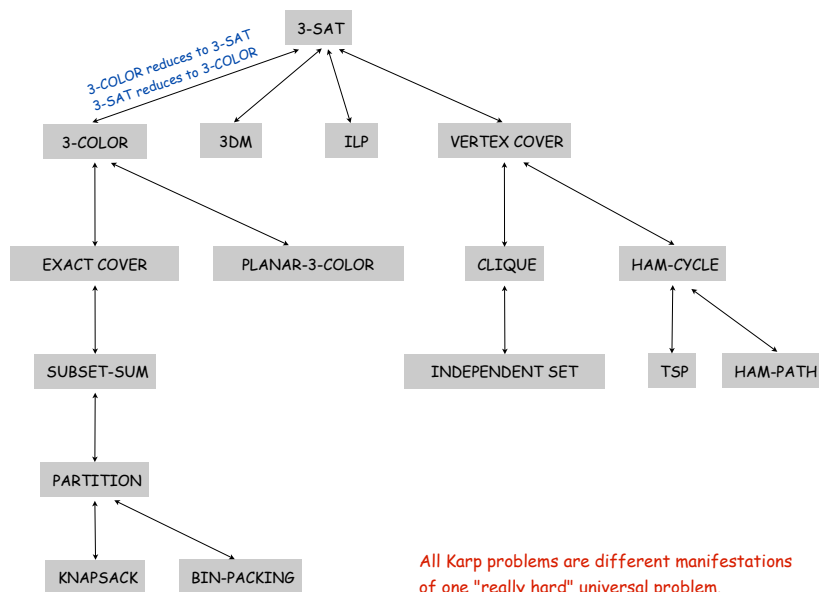 3-SAT
3-COLOR reduces to 3-SAT
3-SAT reduces to 3-COLOR
3-COLOR
3DM
ILP
VERTEX COVER
EXACT COVER
PLANAR-3-COLOR
CLIQUE
HAM-CYCLE
SUBSET-SUM
INDEPENDENT SET
TSP
HAM-PATH
PARTITION
KNAPSACK
BIN-PACKING
All Karp problems are different manifestations
of one "really hard" universal problem.